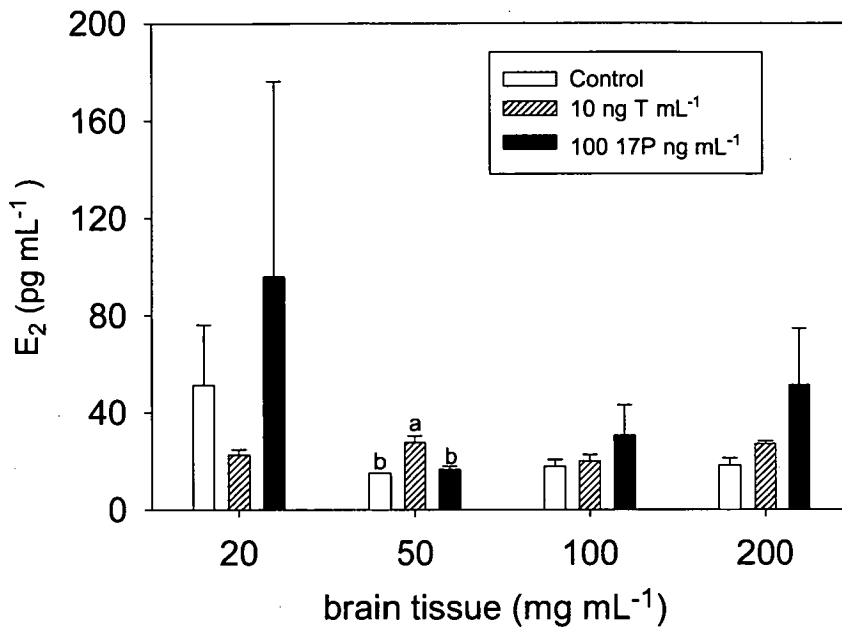 200
160
120
80
40
0
E₂ (pg mL⁻¹)
Control
10 ng T mL⁻¹
100 17P ng mL⁻¹
b
a
b
20
50
100
200
brain tissue (mg mL⁻¹)